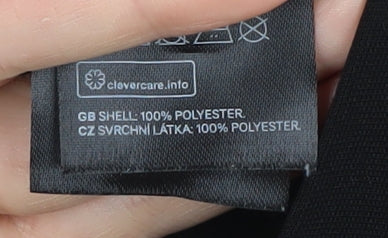 clevercare.info
GB SHELL: 100% POLYESTER.
CZ SVRCHNÍ LÁTKA: 100% POLYESTER.